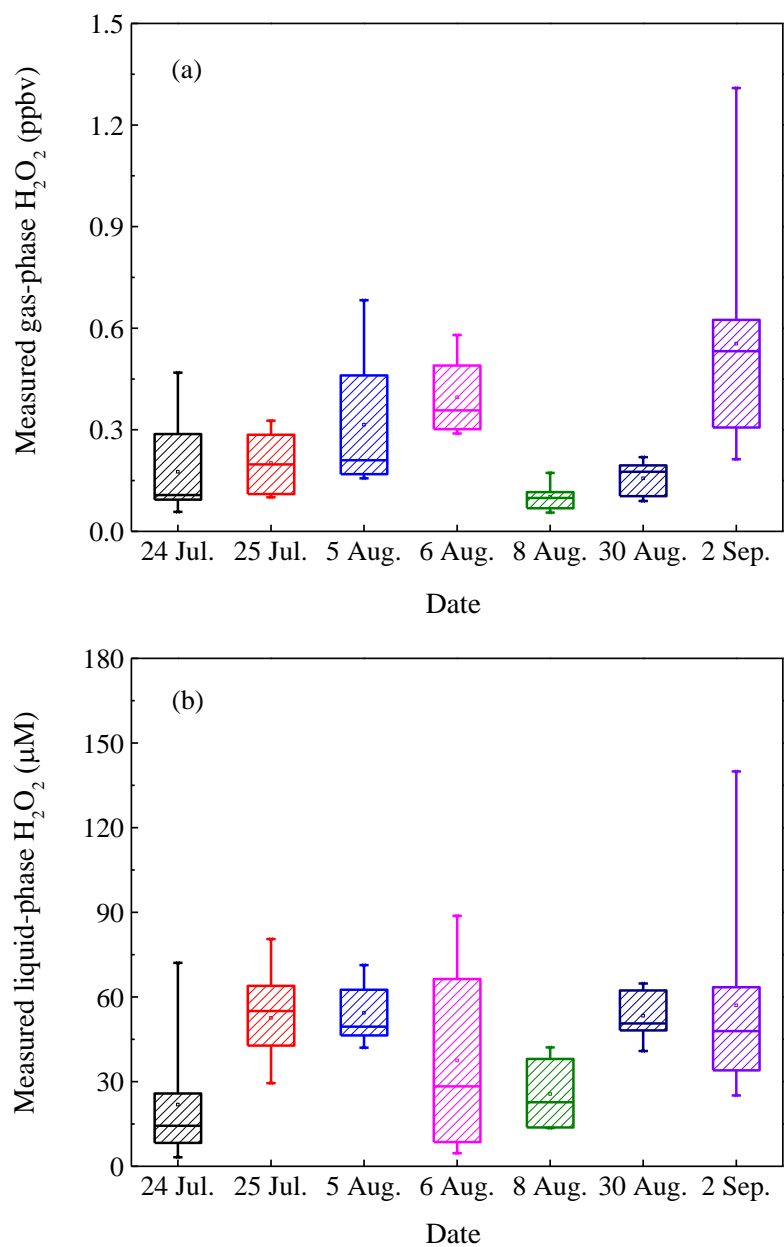 (a)
Measured gas-phase H₂O₂ (ppbv)
1.5
1.2
0.9
0.6
0.3
0.0
24 Jul. 25 Jul. 5 Aug. 6 Aug. 8 Aug. 30 Aug. 2 Sep.
Date
(b)
Measured liquid-phase H₂O₂ (μM)
180
150
120
90
60
30
0
24 Jul. 25 Jul. 5 Aug. 6 Aug. 8 Aug. 30 Aug. 2 Sep.
Date